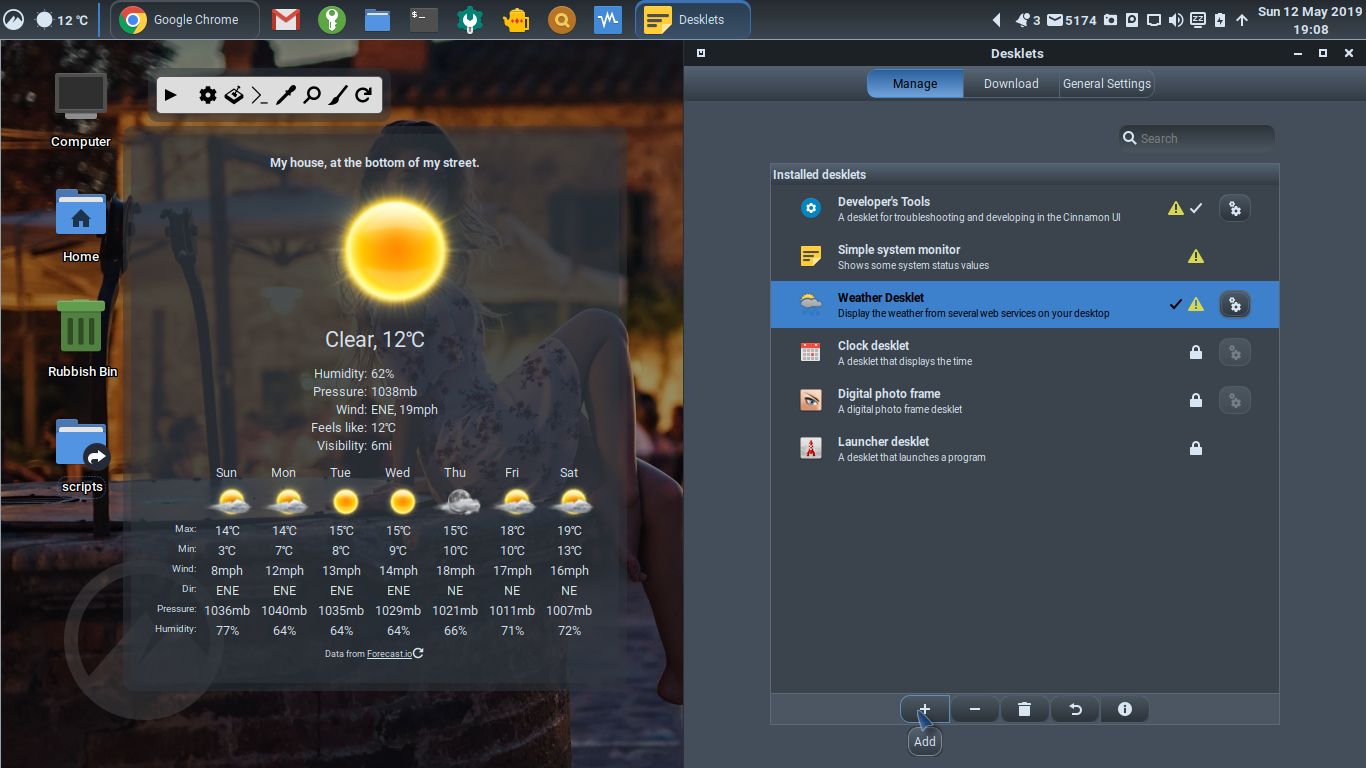 12 ℃
Google Chrome
Desklets
3
5174
Sun 12 May 2019
19:08
Computer
Home
Rubbish Bin
scripts
My house, at the bottom of my street.
Clear, 12℃
Humidity: 62%
Pressure: 1038mb
Wind: ENE, 19mph
Feels like: 12℃
Visibility: 6mi
Sun Mon Tue Wed Thu Fri Sat
Max: 14℃ 14℃ 15℃ 15℃ 15℃ 18℃ 19℃
Min: 3℃ 7℃ 8℃ 9℃ 10℃ 10℃ 13℃
Wind: 8mph 12mph 13mph 14mph 18mph 17mph 16mph
Dir: ENE ENE ENE ENE NE NE NE
Pressure: 1036mb 1040mb 1035mb 1029mb 1021mb 1011mb 1007mb
Humidity: 77% 64% 64% 64% 66% 71% 72%
Data from Forecast.io
Desklets
Manage Download General Settings
Search
Installed desklets
Developer's Tools
A desklet for troubleshooting and developing in the Cinnamon UI
Simple system monitor
Shows some system status values
Weather Desklet
Display the weather from several web services on your desktop
Clock desklet
A desklet that displays the time
Digital photo frame
A digital photo frame desklet
Launcher desklet
A desklet that launches a program
Add